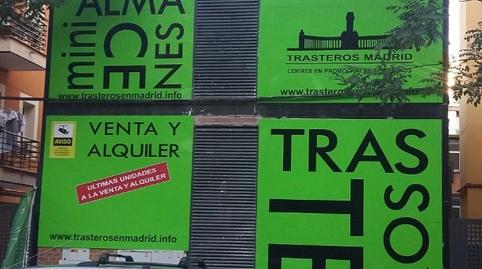 mini ALMACENES
www.trasterosenmadrid.info
TRASTEROS MADRID
LIDERES EN PROMOCION DE TRASTEROS
www.trasterosenmadrid.info
AVISO
VENTA Y
ALQUILER
ULTIMAS UNIDADES
A LA VENTA Y ALQUILER
www.trasterosenmadrid.info
TRAS
TE
OS